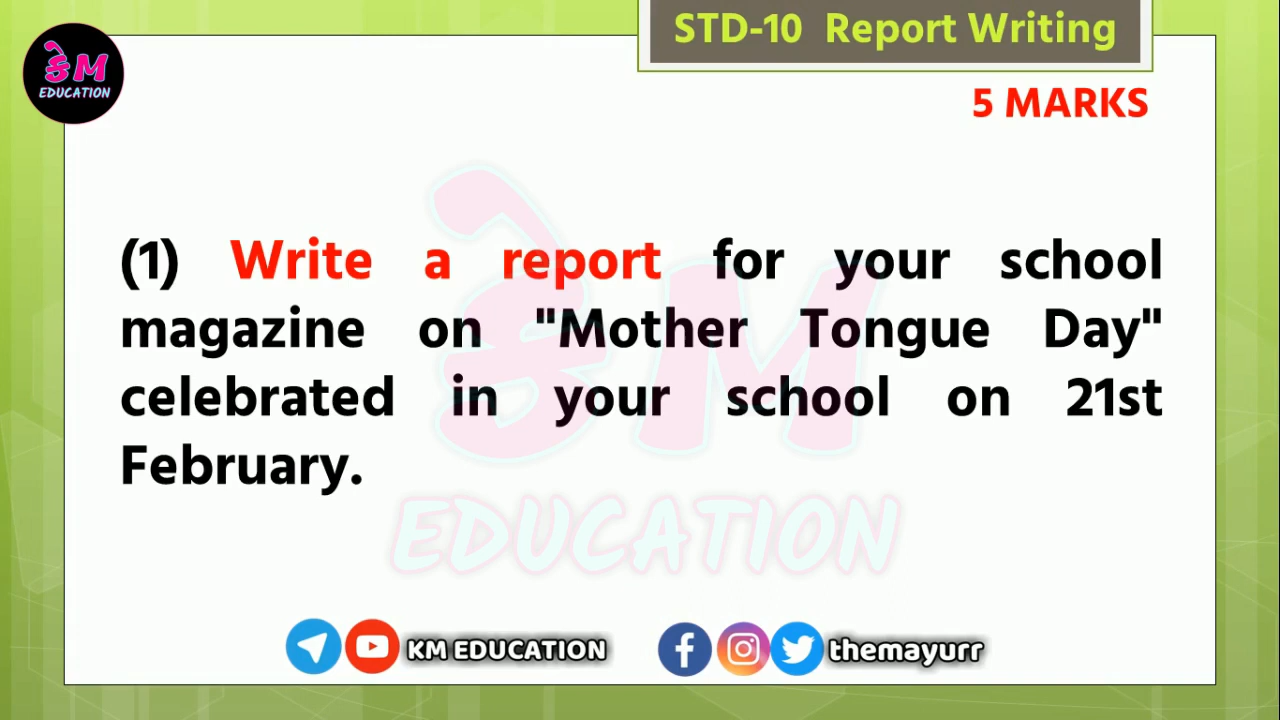 STD-10 Report Writing
કેM
EDUCATION
5 MARKS
(1) Write a report for your school
magazine on "Mother Tongue Day"
celebrated in your school on 21st
February.
કેM
EDUCATION
KM EDUCATION
themayurr